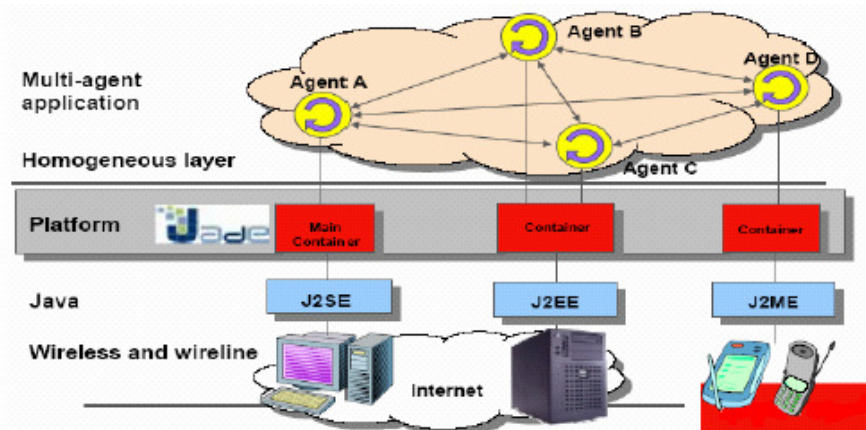 Agent B
Agent D
Agent A
Multi-agent
application
Agent C
Homogeneous layer
Platform
Jade
Main
Container
Container
Container
Java
J2SE
J2EE
J2ME
Wireless and wireline
Internet